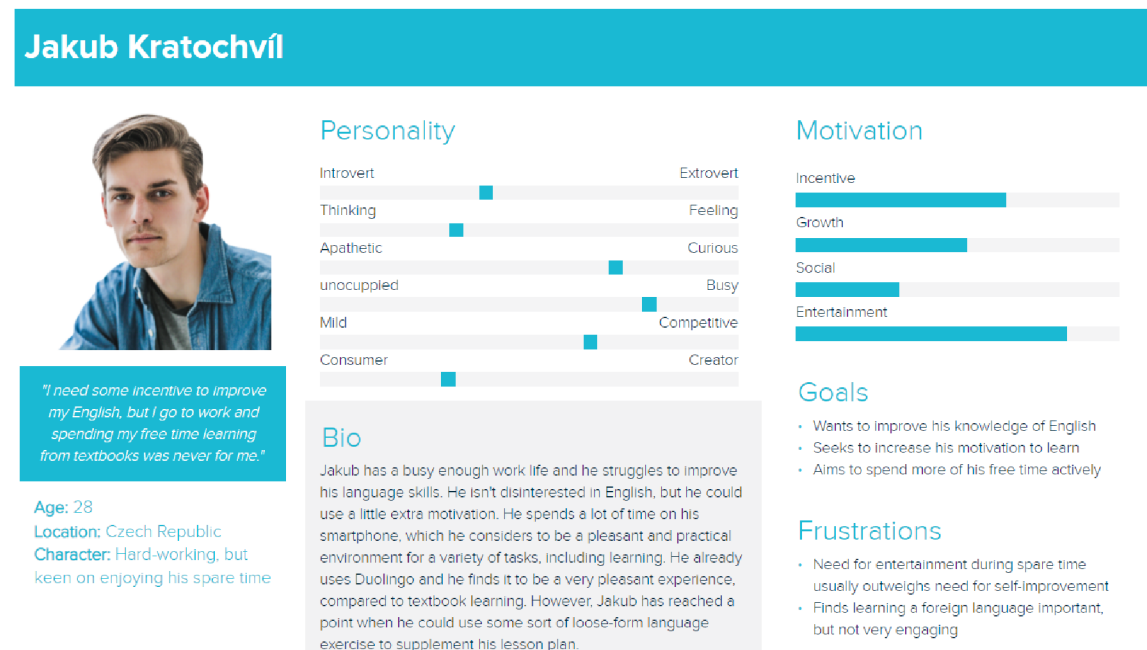 Jakub Kratochvíl
"I need some incentive to improve
my English, but I go to work and
spending my free time learning
from textbooks was never for me."
Age: 28
Location: Czech Republic
Character: Hard-working, but
keen on enjoying his spare time
Personality
Introvert Extrovert
Thinking Feeling
Apathetic Curious
unocuppied Busy
Mild Competitive
Consumer Creator
Bio
Jakub has a busy enough work life and he struggles to improve
his language skills. He isn't disinterested in English, but he could
use a little extra motivation. He spends a lot of time on his
smartphone, which he considers to be a pleasant and practical
environment for a variety of tasks, including learning. He already
uses Duolingo and he finds it to be a very pleasant experience,
compared to textbook learning. However, Jakub has reached a
point when he could use some sort of loose-form language
exercise to supplement his lesson plan.
Motivation
Incentive
Growth
Social
Entertainment
Goals
• Wants to improve his knowledge of English
• Seeks to increase his motivation to learn
• Aims to spend more of his free time actively
Frustrations
• Need for entertainment during spare time
usually outweighs need for self-improvement
• Finds learning a foreign language important,
but not very engaging